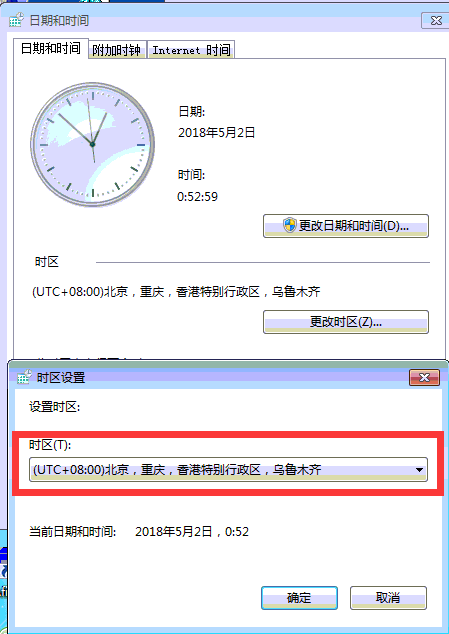 日期和时间
日期和时间 附加时钟 Internet 时间
日期:
2018年5月2日
时间:
0:52:59
更改日期和时间(D)...
时区
(UTC+08:00)北京，重庆，香港特别行政区，乌鲁木齐
更改时区(Z)...
时区设置
设置时区:
时区(T):
(UTC+08:00)北京，重庆，香港特别行政区，乌鲁木齐
当前日期和时间: 2018年5月2日，0:52
确定 取消